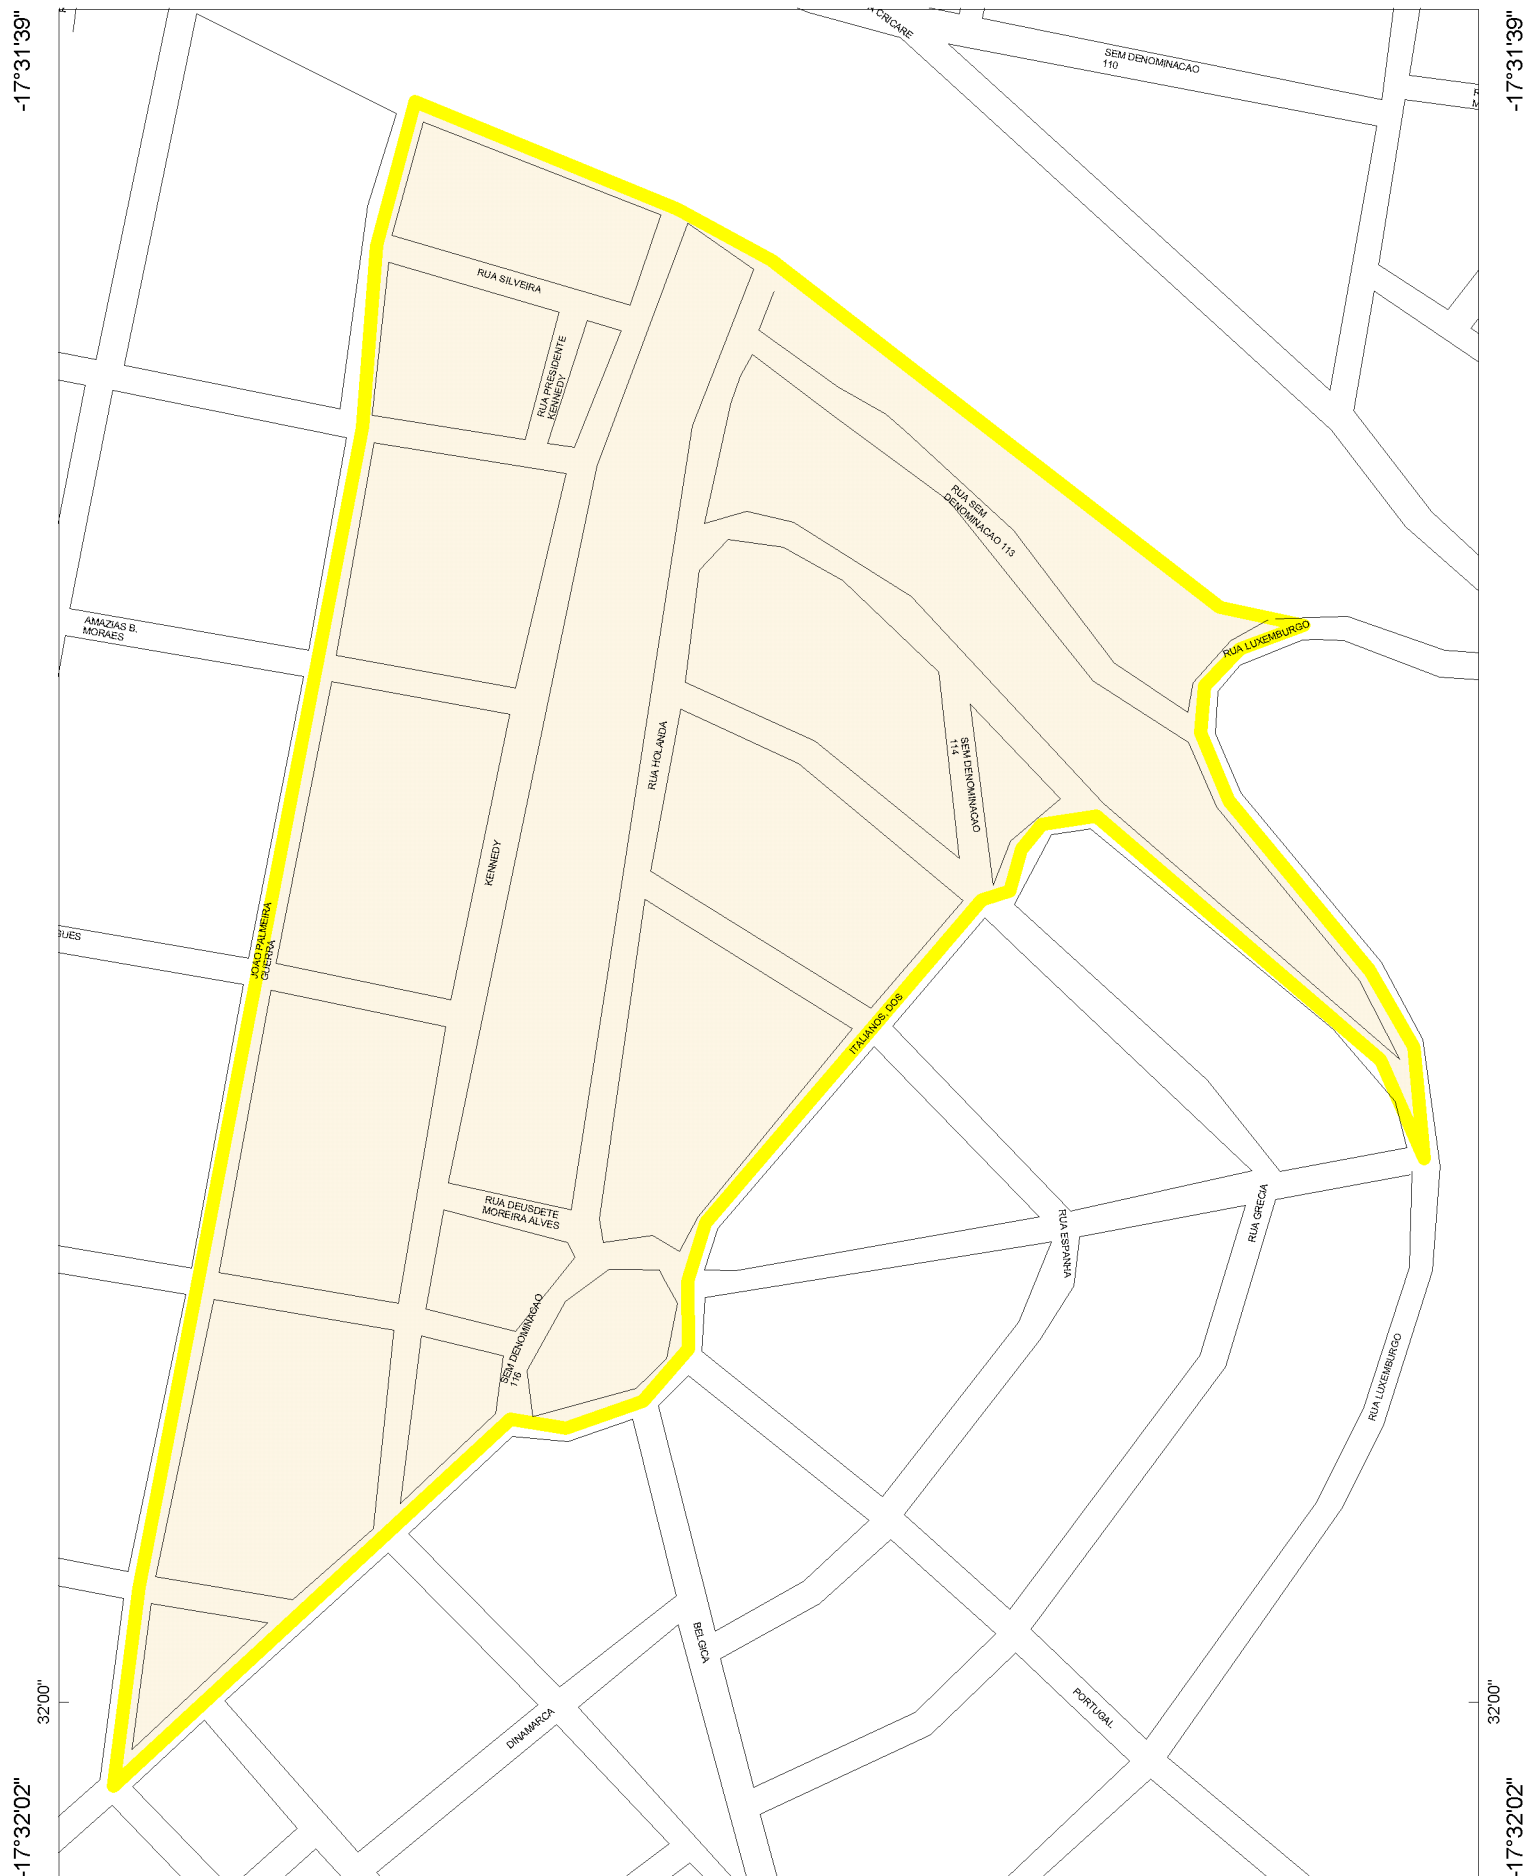 -17°31'39"
-17°31'39"
CRICARE
SEM DENOMINACAO
110
RUA SILVEIRA
RUA PRESIDENTE
KENNEDY
RUA SEM
DENOMINACAO 113
AMAZIAS B.
MORAES
RUA LUXEMBURGO
RUA HOLANDA
SEM DENOMINACAO
114
KENNEDY
JOAO PALMEIRA
GUERRA
GUES
ITALIANOS, DOS
RUA DEUSDETE
MOREIRA ALVES
RUA GRECIA
RUA ESPANHA
SEM DENOMINACAO
116
RUA LUXEMBURGO
BELGICA
DINAMARCA
PORTUGAL
32'00"
32'00"
-17°32'02"
-17°32'02"